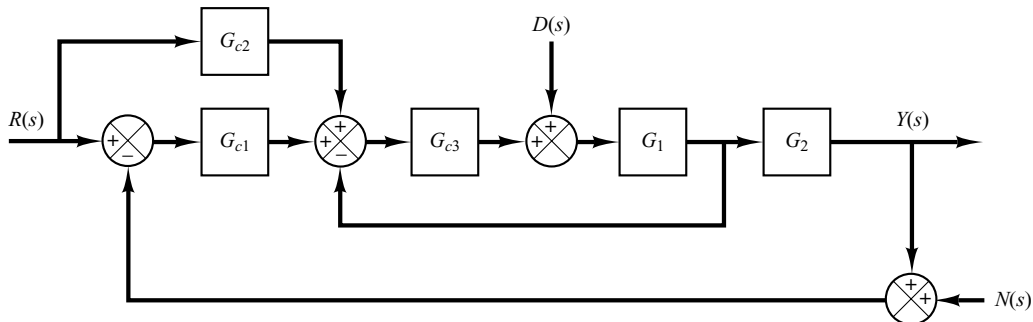 G_{c2}
D(s)
R(s)
+
−
G_{c1}
+
+
−
G_{c3}
+
+
G_1
G_2
Y(s)
+
+
N(s)